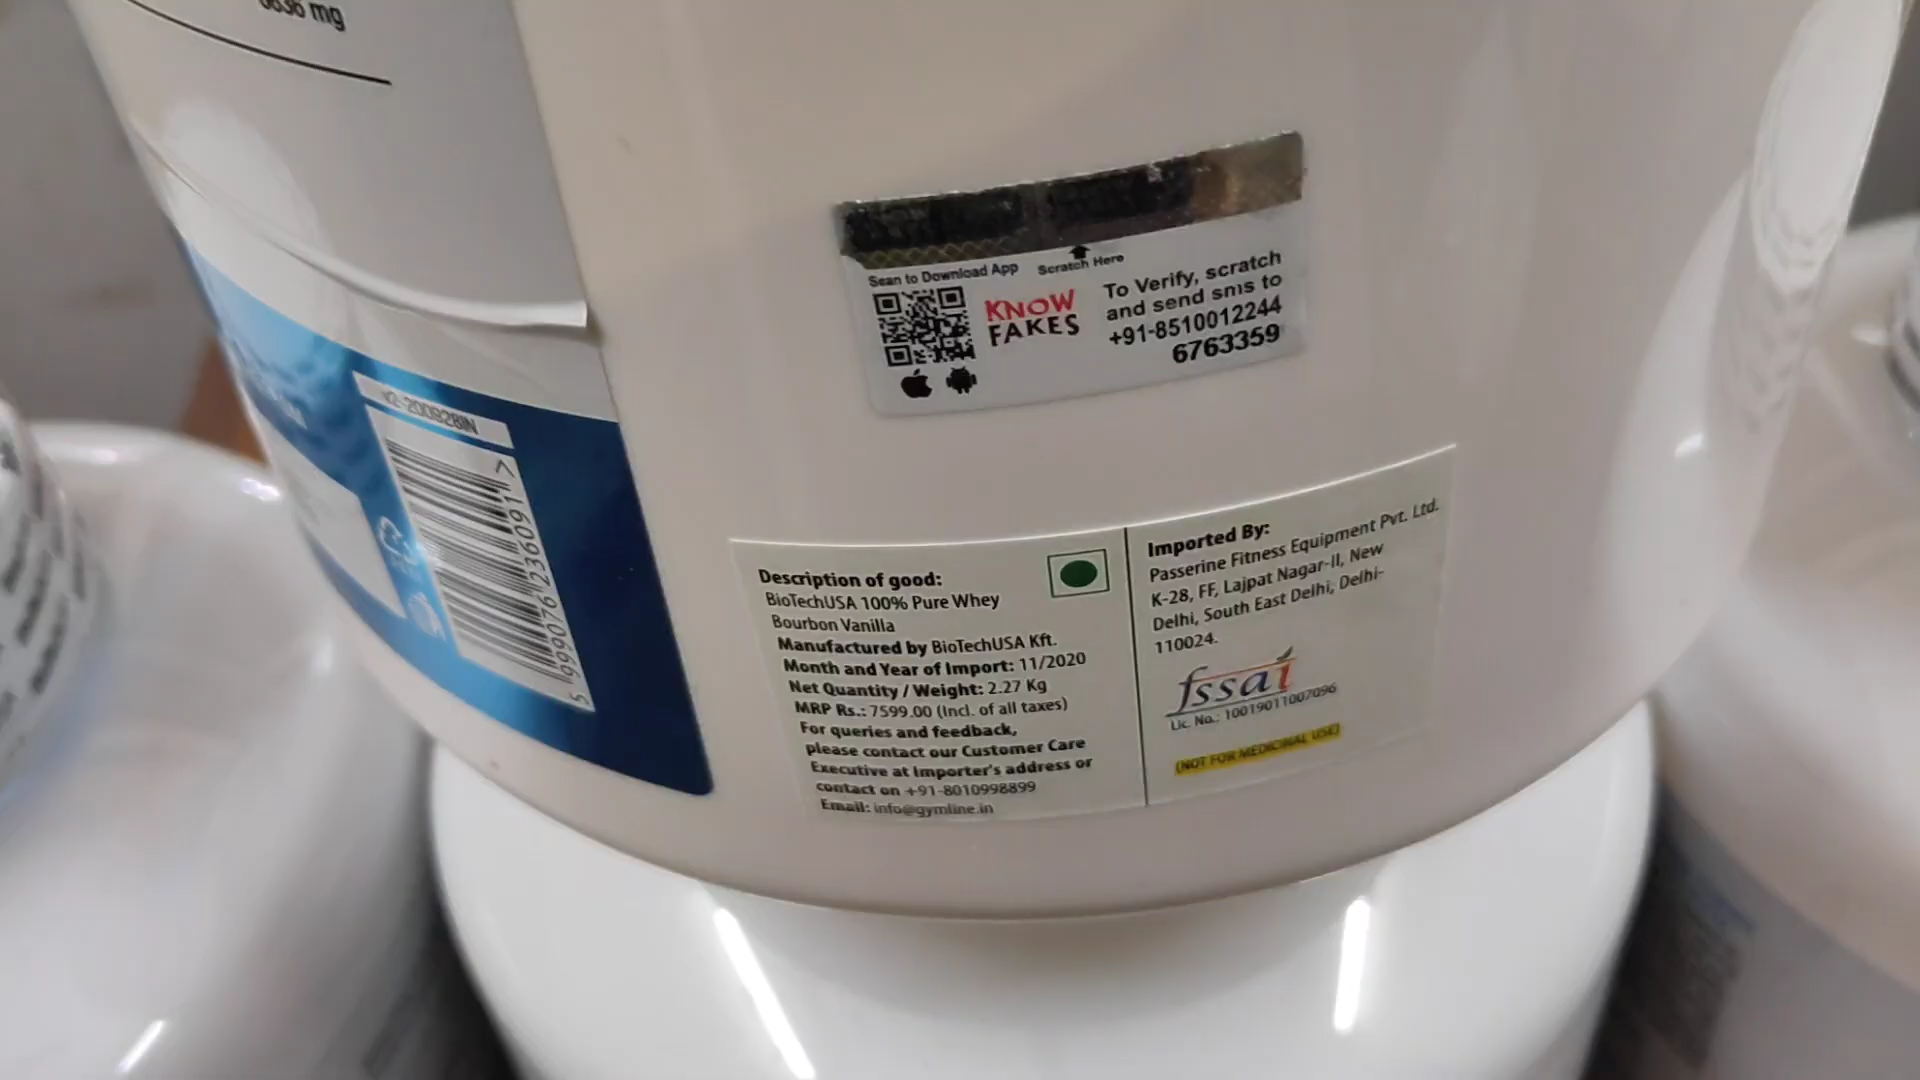 mg
Scan to Download App
Scratch Here
KNOW
FAKES
To Verify, scratch
and send sms to
+91-8510012244
6763359
v2-200928IN
5 999076 236091 >
Description of good:
BioTechUSA 100% Pure Whey
Bourbon Vanilla
Manufactured by BioTechUSA Kft.
Month and Year of Import: 11/2020
Net Quantity / Weight: 2.27 Kg
MRP Rs.: 7599.00 (Incl. of all taxes)
For queries and feedback,
please contact our Customer Care
Executive at Importer's address or
contact on +91-8010998899
Email: info@gymline.in
Imported By:
Passerine Fitness Equipment Pvt. Ltd.
K-28, FF, Lajpat Nagar-II, New
Delhi, South East Delhi, Delhi-
110024.
fssai
Lic. No.: 10019011007096
(NOT FOR MEDICINAL USE)